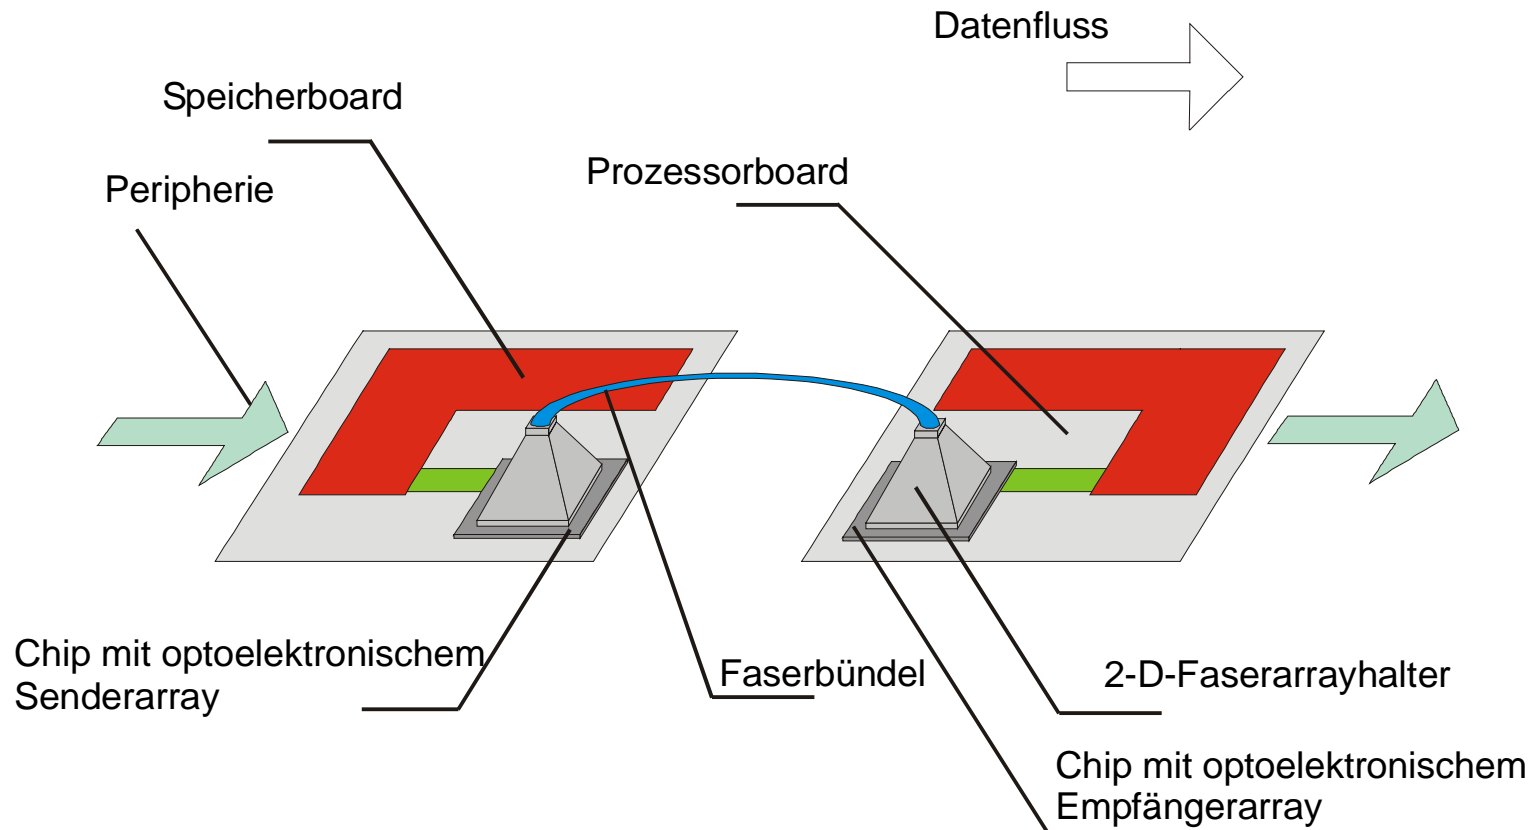 Datenfluss
Speicherboard
Prozessorboard
Peripherie
Chip mit optoelektronischem
Senderarray
Faserbündel
2-D-Faserarrayhalter
Chip mit optoelektronischem
Empfängerarray